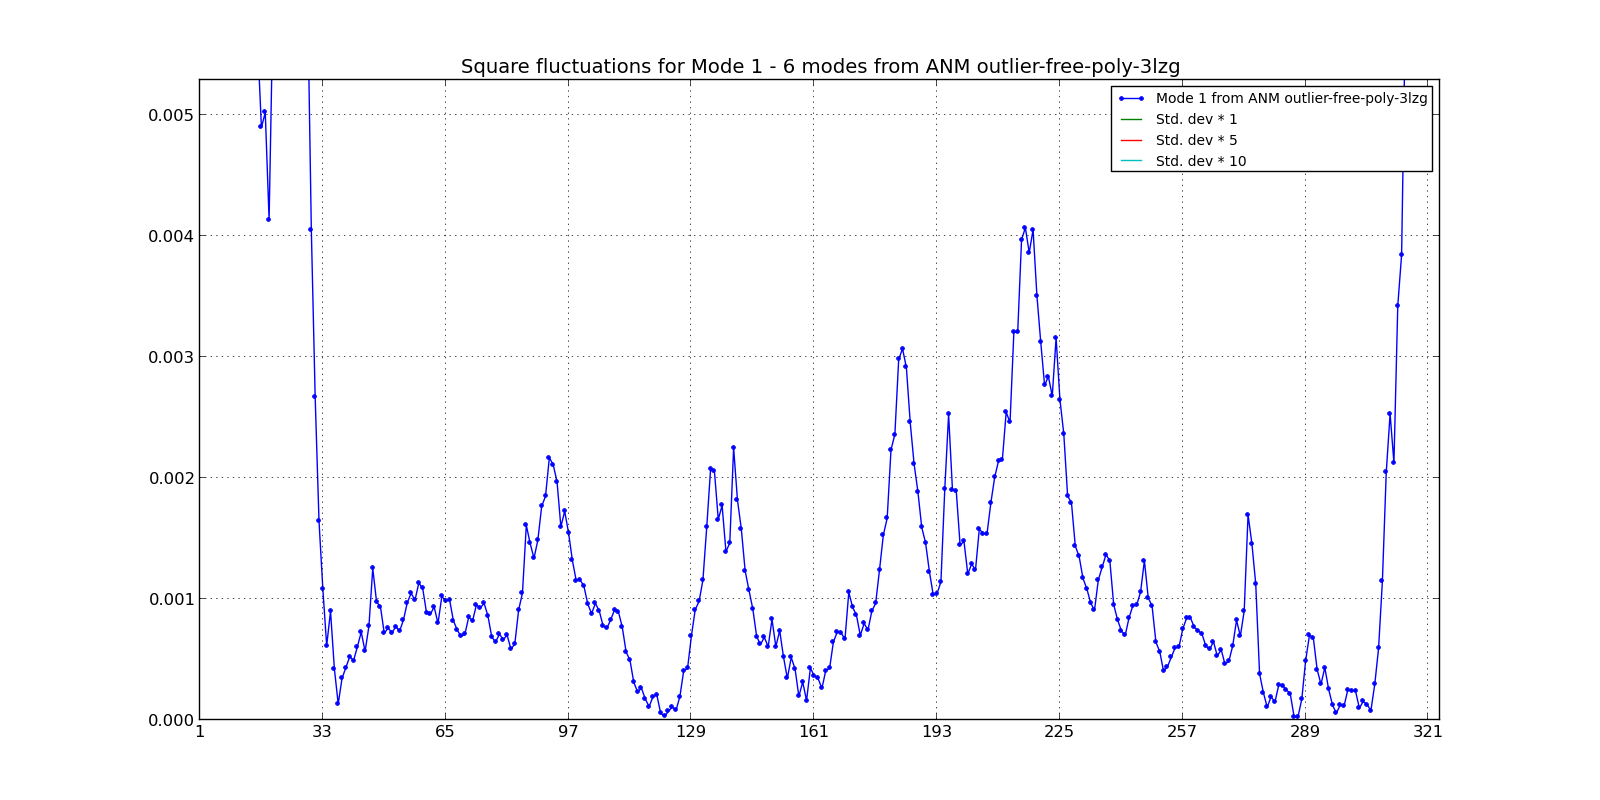 Square fluctuations for Mode 1 - 6 modes from ANM outlier-free-poly-3lzg
Mode 1 from ANM outlier-free-poly-3lzg
Std. dev * 1
Std. dev * 5
Std. dev * 10
0.005
0.004
0.003
0.002
0.001
0.000
1 33 65 97 129 161 193 225 257 289 321